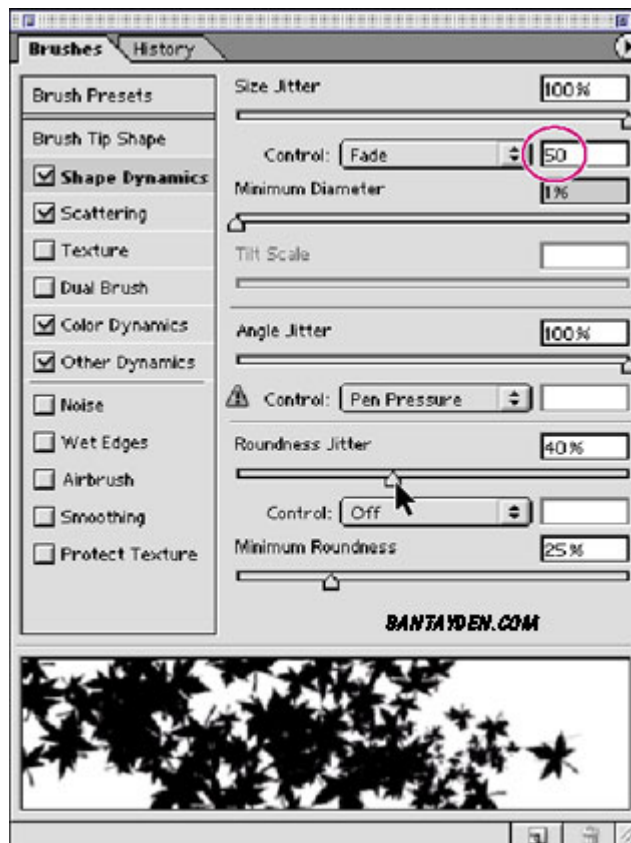 Brushes History
Brush Presets
Brush Tip Shape
Shape Dynamics
Scattering
Texture
Dual Brush
Color Dynamics
Other Dynamics
Noise
Wet Edges
Airbrush
Smoothing
Protect Texture
Size Jitter 100%
Control: Fade 50
Minimum Diameter 1%
Tilt Scale
Angle Jitter 100%
Control: Pen Pressure
Roundness Jitter 40%
Control: Off
Minimum Roundness 25%
BANTAYDEN.COM